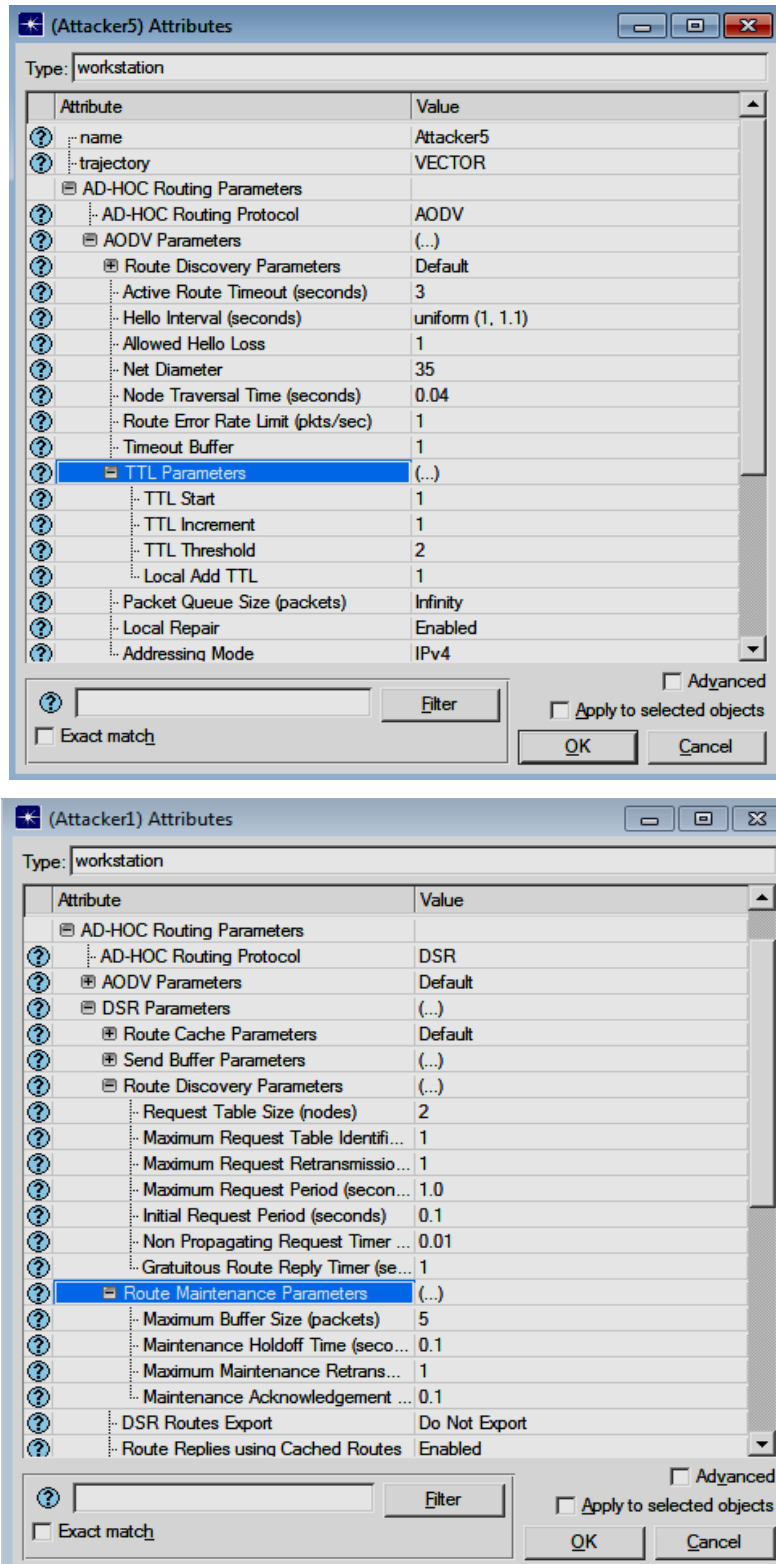 (Attacker5) Attributes
Type: workstation
Attribute Value
name Attacker5
trajectory VECTOR
AD-HOC Routing Parameters
AD-HOC Routing Protocol AODV
AODV Parameters (...)
Route Discovery Parameters Default
Active Route Timeout (seconds) 3
Hello Interval (seconds) uniform (1, 1.1)
Allowed Hello Loss 1
Net Diameter 35
Node Traversal Time (seconds) 0.04
Route Error Rate Limit (pkts/sec) 1
Timeout Buffer 1
TTL Parameters (...)
TTL Start 1
TTL Increment 1
TTL Threshold 2
Local Add TTL 1
Packet Queue Size (packets) Infinity
Local Repair Enabled
Addressing Mode IPv4
Advanced
Filter
Apply to selected objects
Exact match
OK Cancel
(Attacker1) Attributes
Type: workstation
Attribute Value
AD-HOC Routing Parameters
AD-HOC Routing Protocol DSR
AODV Parameters Default
DSR Parameters (...)
Route Cache Parameters Default
Send Buffer Parameters (...)
Route Discovery Parameters (...)
Request Table Size (nodes) 2
Maximum Request Table Identifi... 1
Maximum Request Retransmissio... 1
Maximum Request Period (secon... 1.0
Initial Request Period (seconds) 0.1
Non Propagating Request Timer ... 0.01
Gratuitous Route Reply Timer (se... 1
Route Maintenance Parameters (...)
Maximum Buffer Size (packets) 5
Maintenance Holdoff Time (seco... 0.1
Maximum Maintenance Retrans... 1
Maintenance Acknowledgement ... 0.1
DSR Routes Export Do Not Export
Route Replies using Cached Routes Enabled
Advanced
Filter
Apply to selected objects
Exact match
OK Cancel